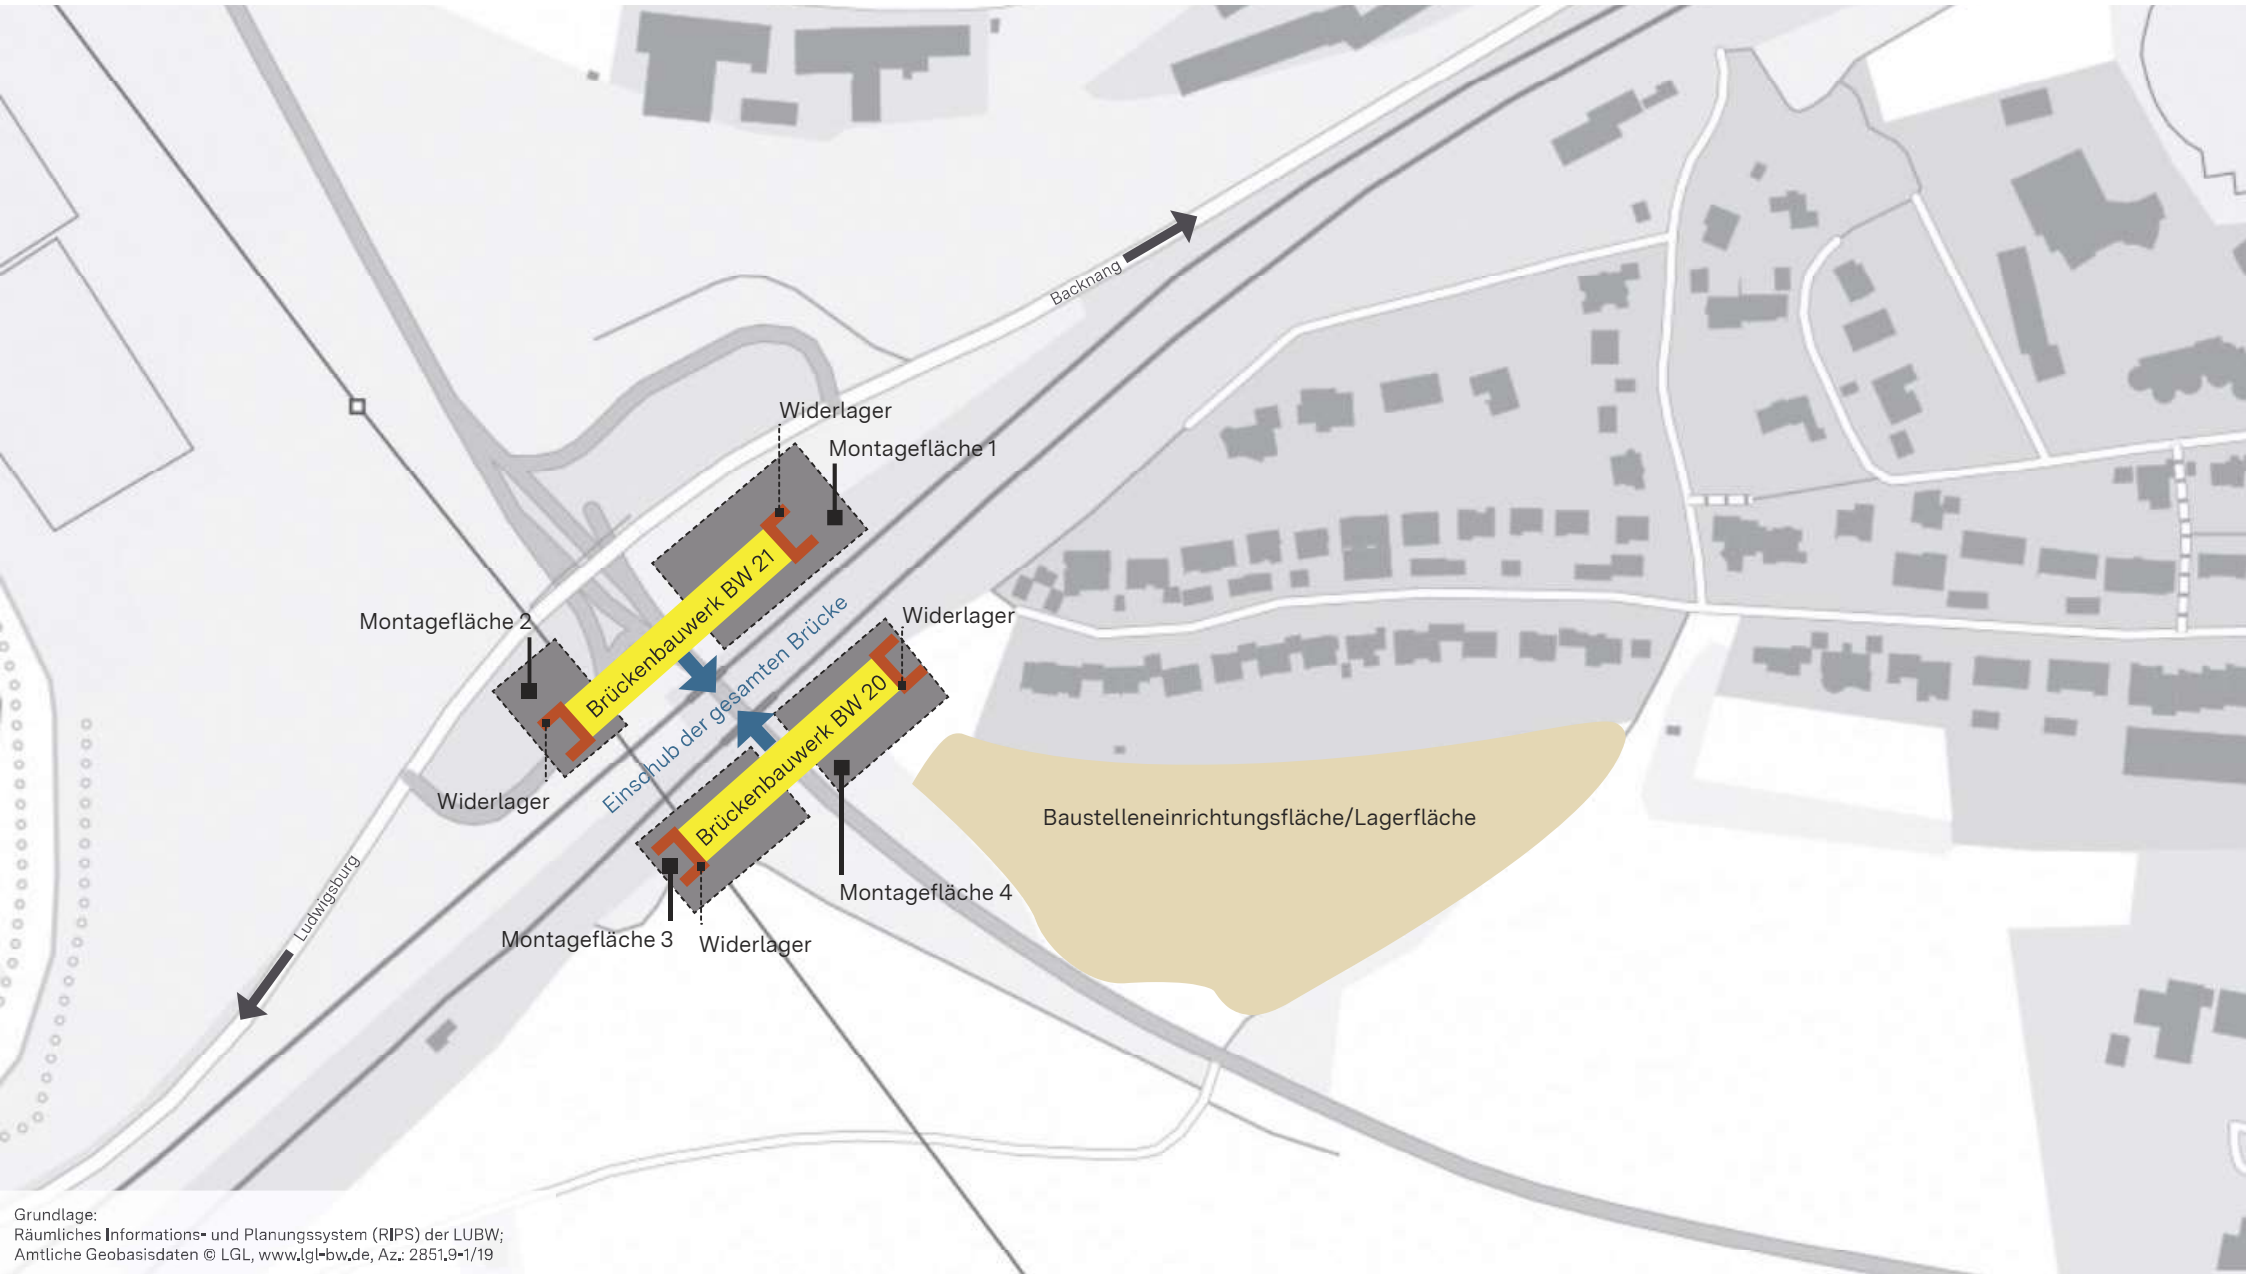 Backnang
Widerlager
Montagefläche 1
Brückenbauwerk BW 21
Montagefläche 2
Einschub der gesamten Brücke
Widerlager
Brückenbauwerk BW 20
Widerlager
Baustelleneinrichtungsfläche/Lagerfläche
Ludwigsburg
Montagefläche 4
Montagefläche 3
Widerlager
Grundlage:
Räumliches Informations- und Planungssystem (RIPS) der LUBW;
Amtliche Geobasisdaten © LGL, www.lgl-bw.de, Az.: 2851.9-1/19